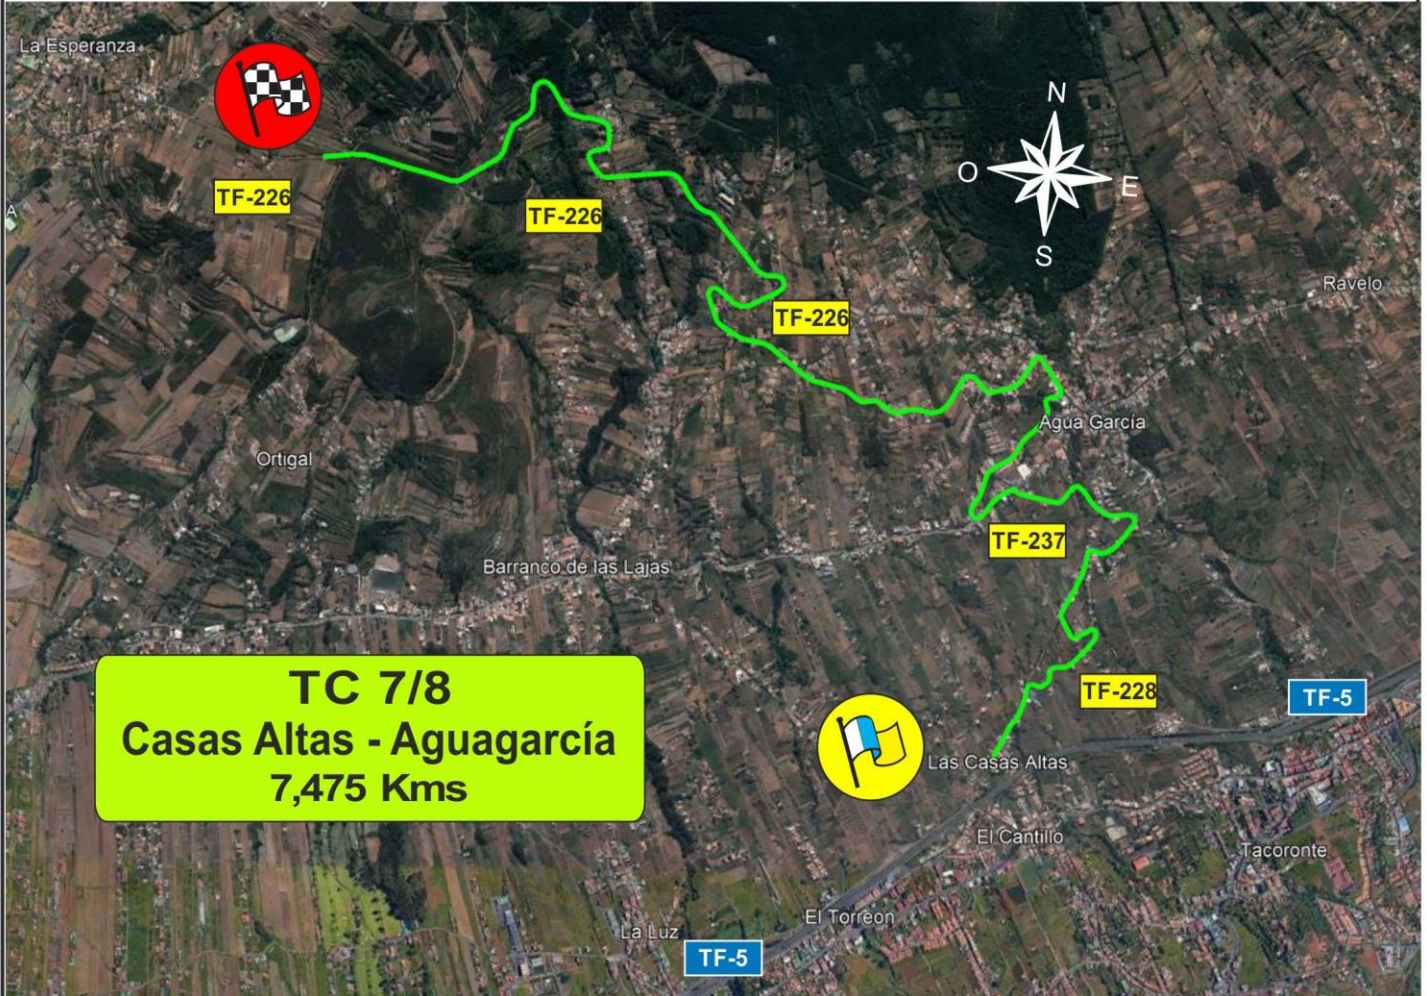 La Esperanza
N
O
E
S
TF-226
TF-226
A
Ravelo
TF-226
Agua García
Ortigal
TF-237
Barranco de las Lajas
TC 7/8
Casas Altas - Aguagarcía
7,475 Kms
TF-228
TF-5
Las Casas Altas
El Cantillo
Tacoronte
El Torreon
La Luz
TF-5